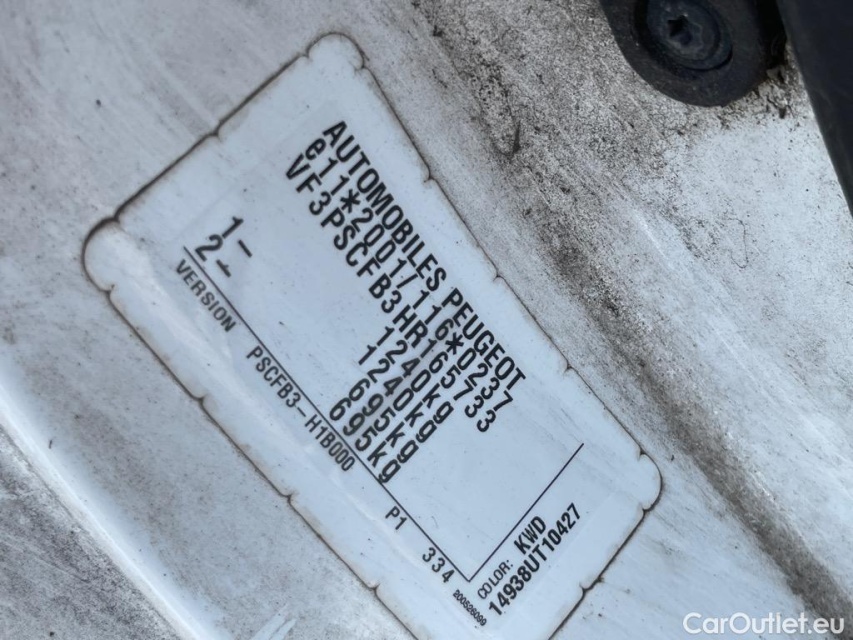 AUTOMOBILES PEUGEOT
e11*2001/116*0237
VF3PSCFB3HR165733
1240kg
1240kg
1- 695kg
2- 695kg
VERSION PSCFB3-H1B000 P1 334
COLOR: KWD
14938UT10427
CarOutlet.eu